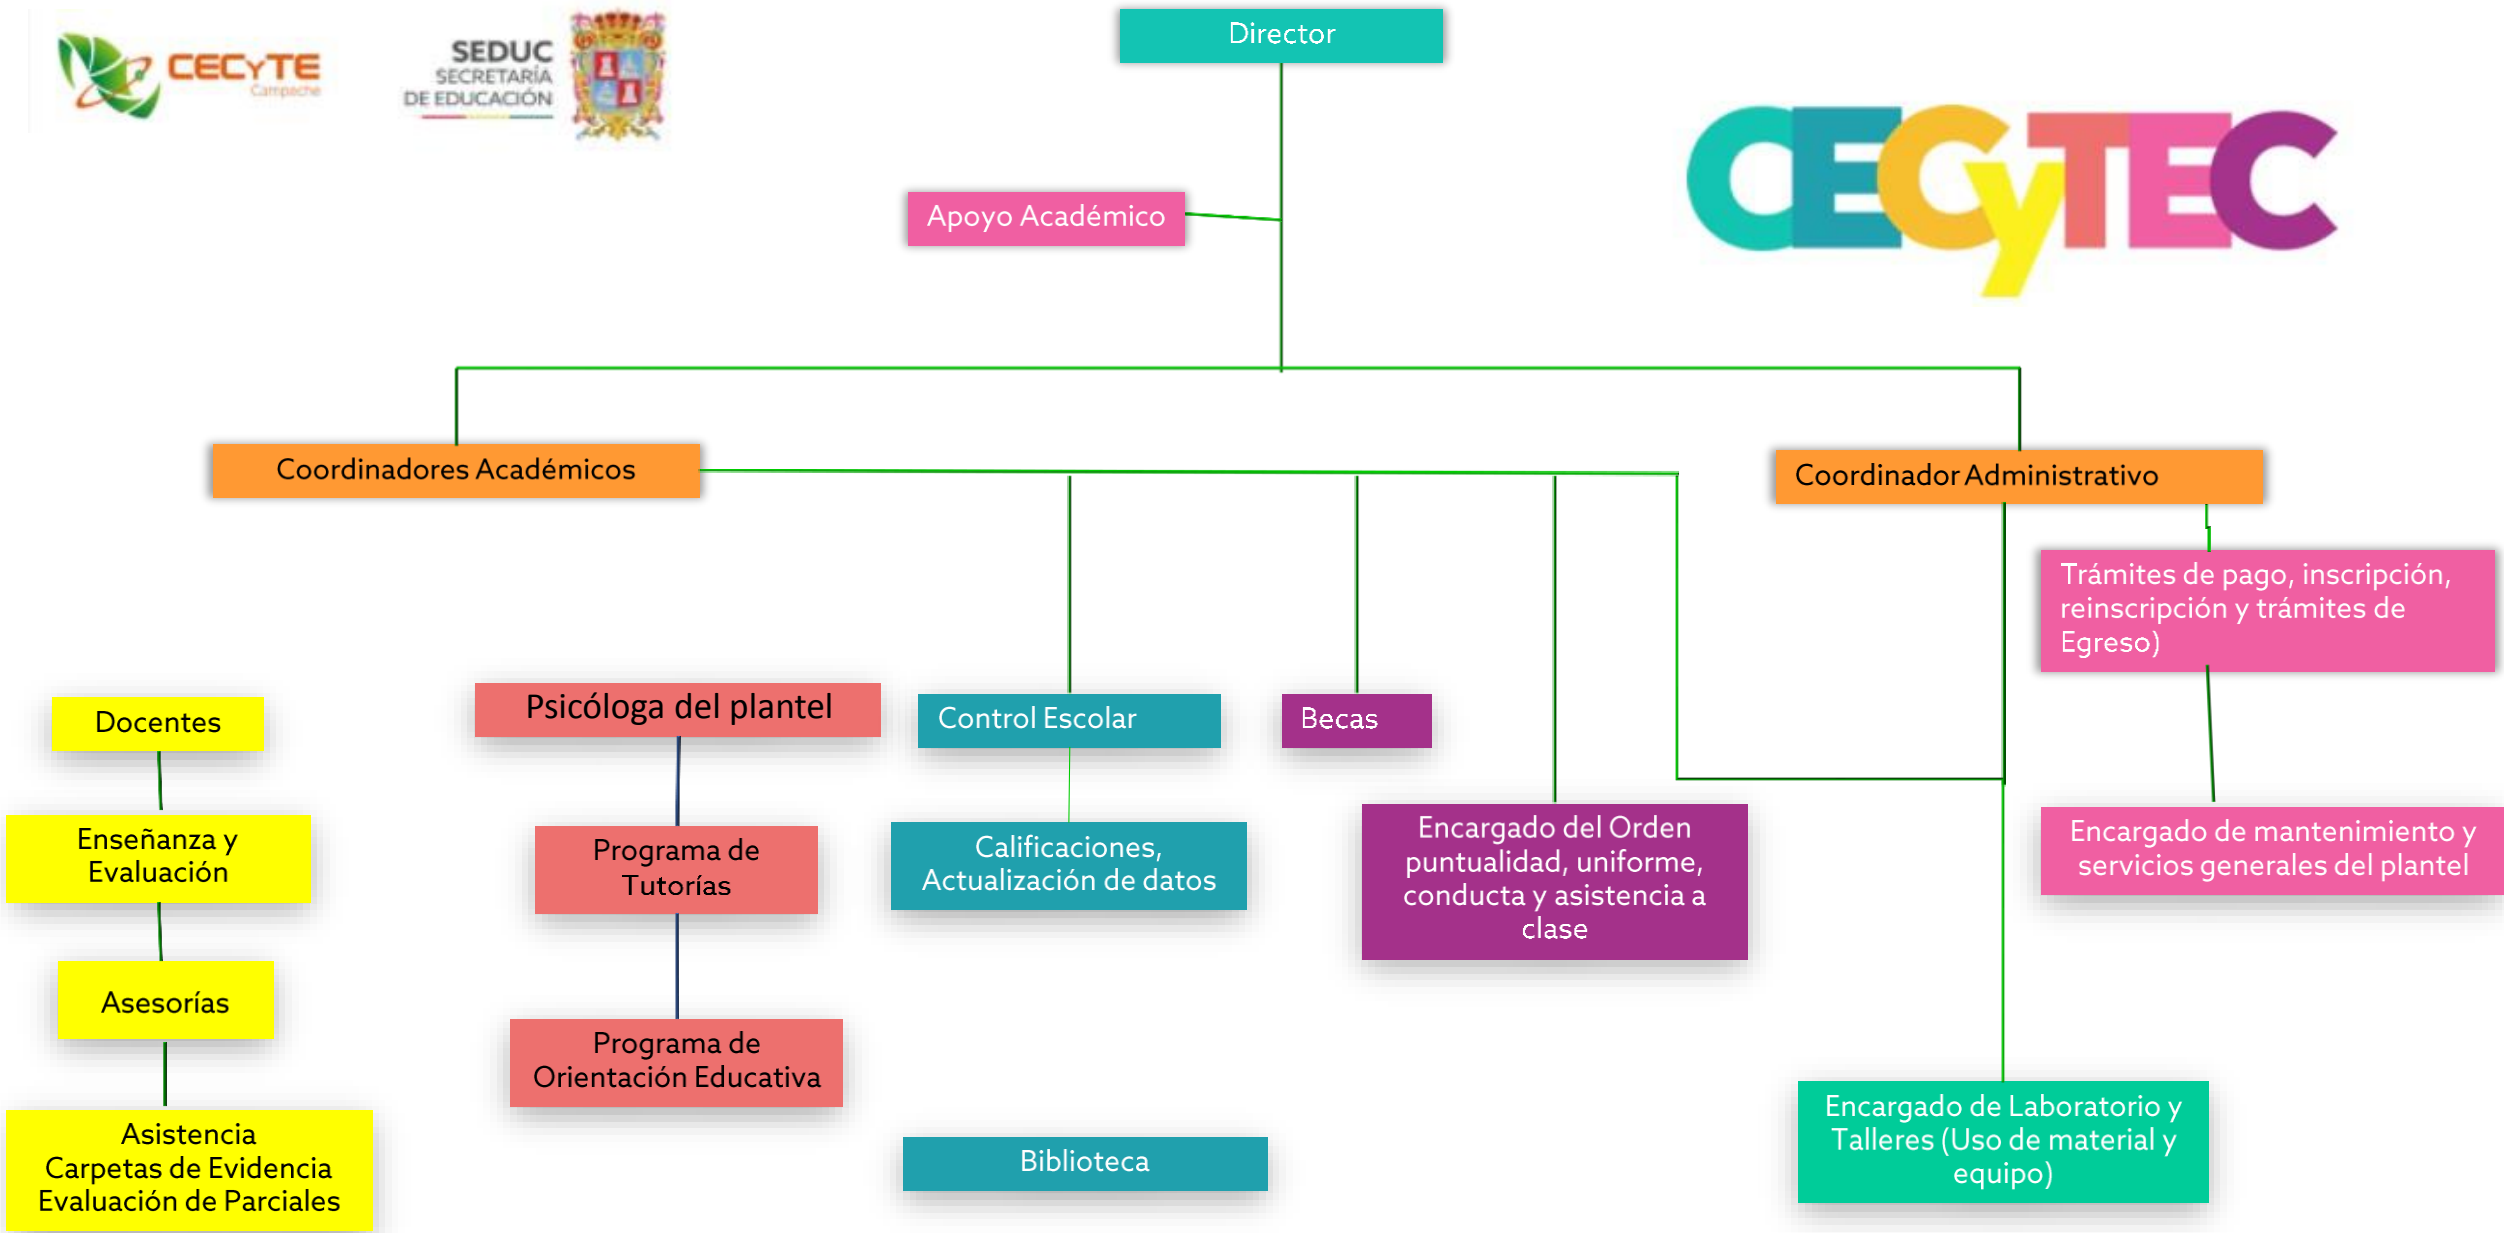 CECyTE
Campeche
SEDUC
SECRETARÍA
DE EDUCACIÓN
Director
CECyTEC
Apoyo Académico
Coordinadores Académicos
Coordinador Administrativo
Trámites de pago, inscripción,
reinscripción y trámites de
Egreso)
Docentes
Psicóloga del plantel
Control Escolar
Becas
Enseñanza y
Evaluación
Programa de
Tutorías
Calificaciones,
Actualización de datos
Encargado del Orden
puntualidad, uniforme,
conducta y asistencia a
clase
Encargado de mantenimiento y
servicios generales del plantel
Asesorías
Programa de
Orientación Educativa
Asistencia
Carpetas de Evidencia
Evaluación de Parciales
Biblioteca
Encargado de Laboratorio y
Talleres (Uso de material y
equipo)